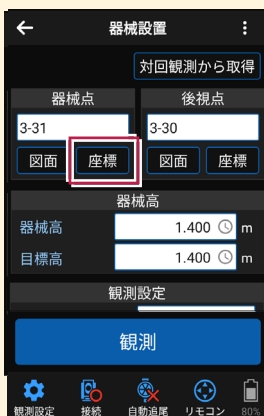 器械設置
対回観測から取得
器械点 後視点
3-31 3-30
図面 座標 図面 座標
器械高
器械高 1.400 m
目標高 1.400 m
観測設定
観測
観測設定 接続 自動追尾 リモコン 80%